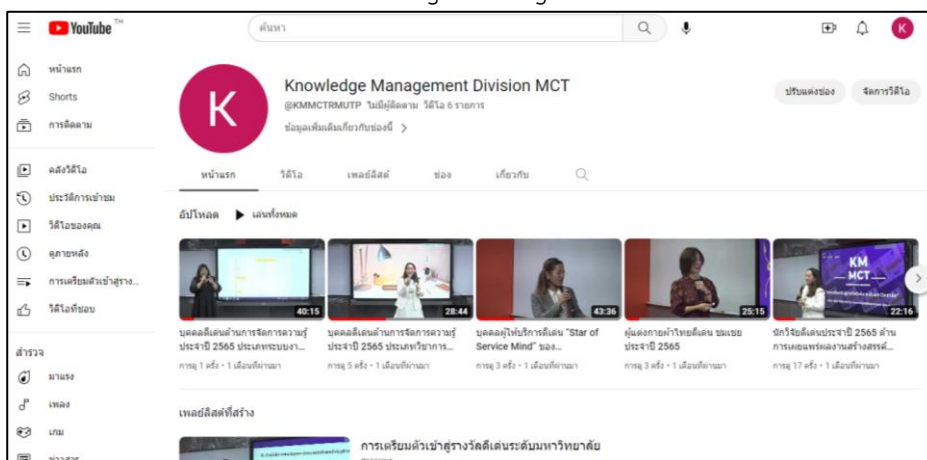 YouTube TH
ค้นหา
K
หน้าแรก
Shorts
การติดตาม
คลังวิดีโอ
ประวัติการเข้าชม
วิดีโอของคุณ
ดูภายหลัง
การเตรียมตัวเข้าสู่ราง...
วิดีโอที่ชอบ
สำรวจ
มาแรง
เพลง
เกม
ข่าวสาร
K
Knowledge Management Division MCT
@KMMCTRMUTP ไม่มีผู้ติดตาม วิดีโอ 6 รายการ
ข้อมูลเพิ่มเติมเกี่ยวกับช่องนี้
ปรับแต่งช่อง
จัดการวิดีโอ
หน้าแรก วิดีโอ เพลย์ลิสต์ ช่อง เกี่ยวกับ
อัปโหลด เล่นทั้งหมด
40:15
บุคคลดีเด่นด้านการจัดการความรู้
ประจำปี 2565 ประเภทระบบงา...
การดู 1 ครั้ง • 1 เดือนที่ผ่านมา
28:44
บุคคลดีเด่นด้านการจัดการความรู้
ประจำปี 2565 ประเภทวิชาการ...
การดู 5 ครั้ง • 1 เดือนที่ผ่านมา
43:36
บุคคลผู้ให้บริการดีเด่น "Star of
Service Mind" ของ...
การดู 3 ครั้ง • 1 เดือนที่ผ่านมา
25:15
ผู้แต่งกายผ้าไทยดีเด่น ชมเชย
ประจำปี 2565
การดู 3 ครั้ง • 1 เดือนที่ผ่านมา
KM
MCT
22:16
นักวิจัยดีเด่นประจำปี 2565 ด้าน
การเผยแพร่ผลงานสร้างสรรค์...
การดู 17 ครั้ง • 1 เดือนที่ผ่านมา
เพลย์ลิสต์ที่สร้าง
การเตรียมตัวเข้าสู่รางวัลดีเด่นระดับมหาวิทยาลัย